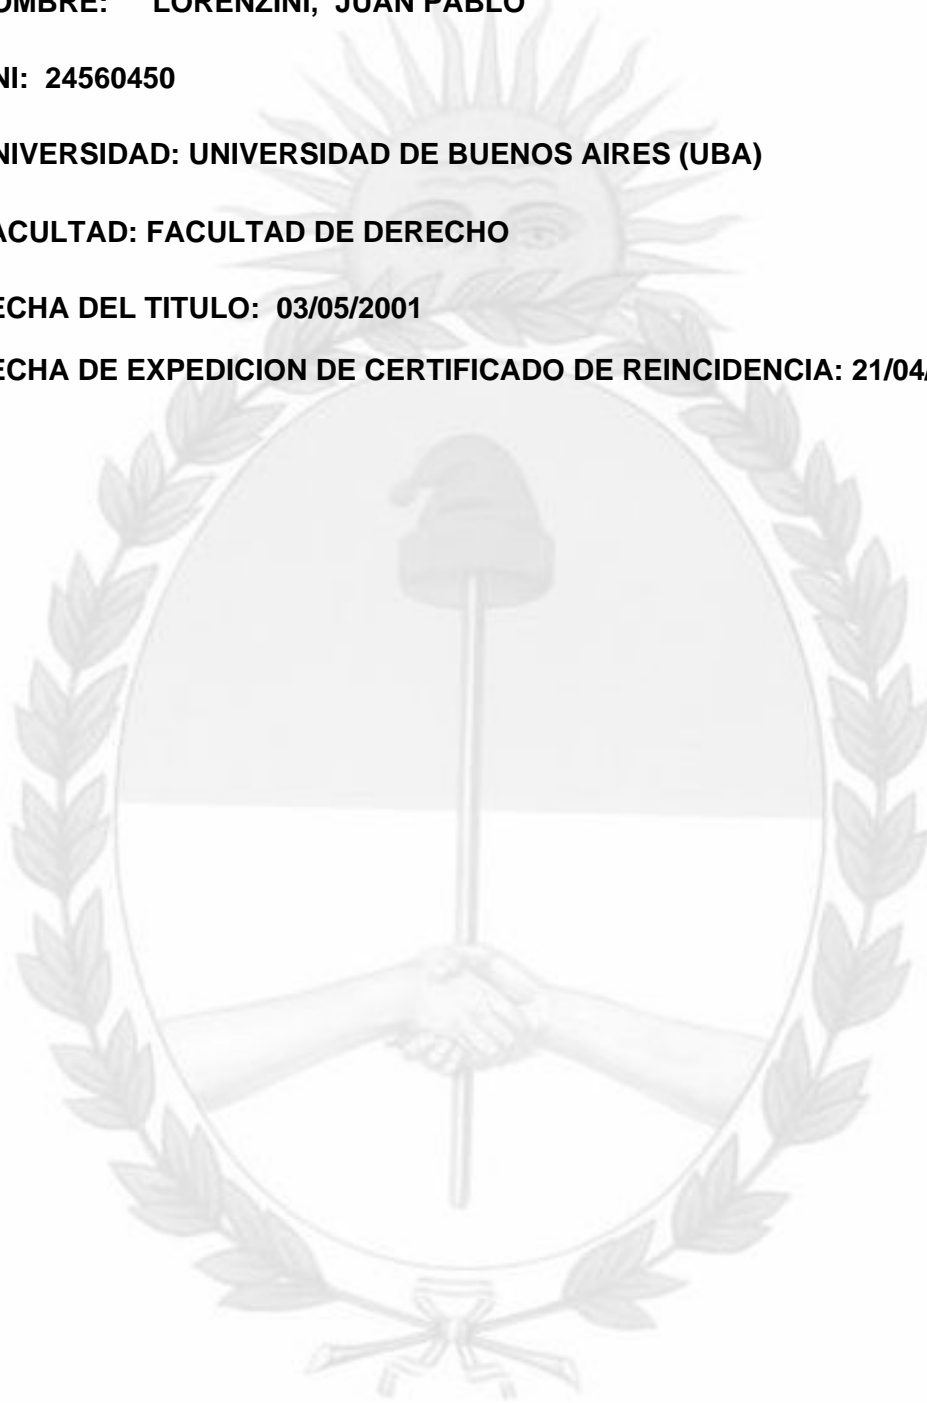 OMBRE: LORENZINI, JUAN PABLO
NI: 24560450
NIVERSIDAD: UNIVERSIDAD DE BUENOS AIRES (UBA)
ACULTAD: FACULTAD DE DERECHO
ECHA DEL TITULO: 03/05/2001
ECHA DE EXPEDICION DE CERTIFICADO DE REINCIDENCIA: 21/04/